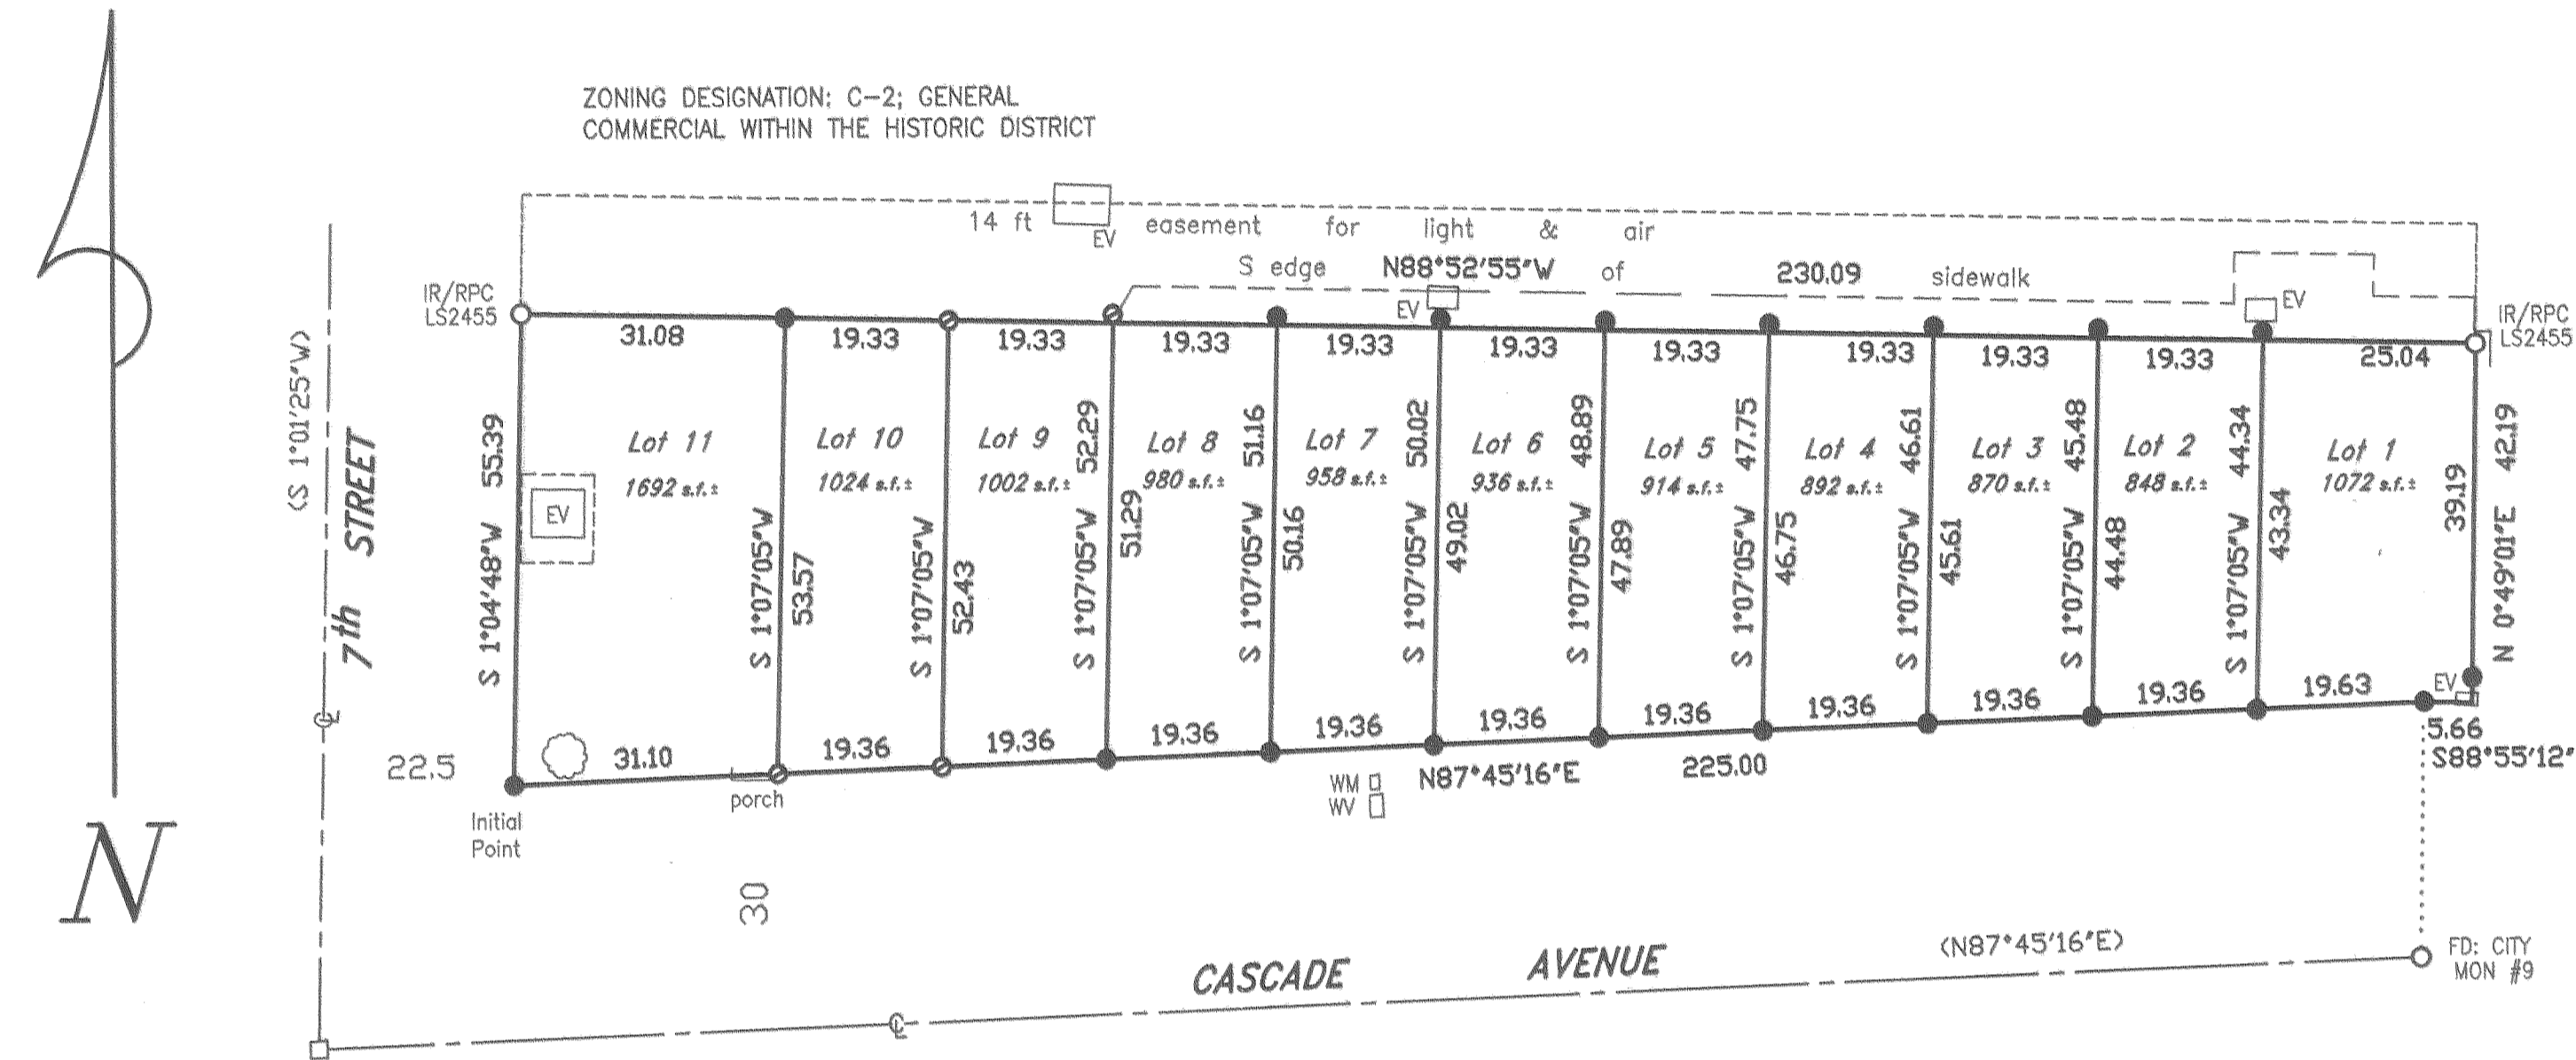 ZONING DESIGNATION: C-2; GENERAL
COMMERCIAL WITHIN THE HISTORIC DISTRICT
14 ft easement for light & air
EV
S edge of sidewalk
N88°52'55"W 230.09
EV
EV
IR/RPC
LS2455
IR/RPC
LS2455
31.08 19.33 19.33 19.33 19.33 19.33 19.33 19.33 19.33 19.33 25.04
(S 1°01'25"W)
7th STREET
S 1°04'48"W 55.39
Lot 11
1692 s.f.±
EV
S 1°07'05"W
53.57
Lot 10
1024 s.f.±
S 1°07'05"W
52.43
Lot 9
1002 s.f.±
S 1°07'05"W 52.29
51.29
Lot 8
980 s.f.±
S 1°07'05"W 51.16
50.16
Lot 7
958 s.f.±
S 1°07'05"W 50.02
49.02
Lot 6
936 s.f.±
S 1°07'05"W 48.89
47.89
Lot 5
914 s.f.±
S 1°07'05"W 47.75
46.75
Lot 4
892 s.f.±
S 1°07'05"W 46.61
45.61
Lot 3
870 s.f.±
S 1°07'05"W 45.48
44.48
Lot 2
848 s.f.±
S 1°07'05"W 44.34
43.34
Lot 1
1072 s.f.±
39.19
N 0°49'01"E 42.19
EV
31.10 19.36 19.36 19.36 19.36 19.36 19.36 19.36 19.36 19.36 19.63
5.66
S88°55'12"
22.5
porch
Initial
Point
WM
WV
N87°45'16"E 225.00
30
CASCADE AVENUE
(N87°45'16"E)
FD: CITY
MON #9
N